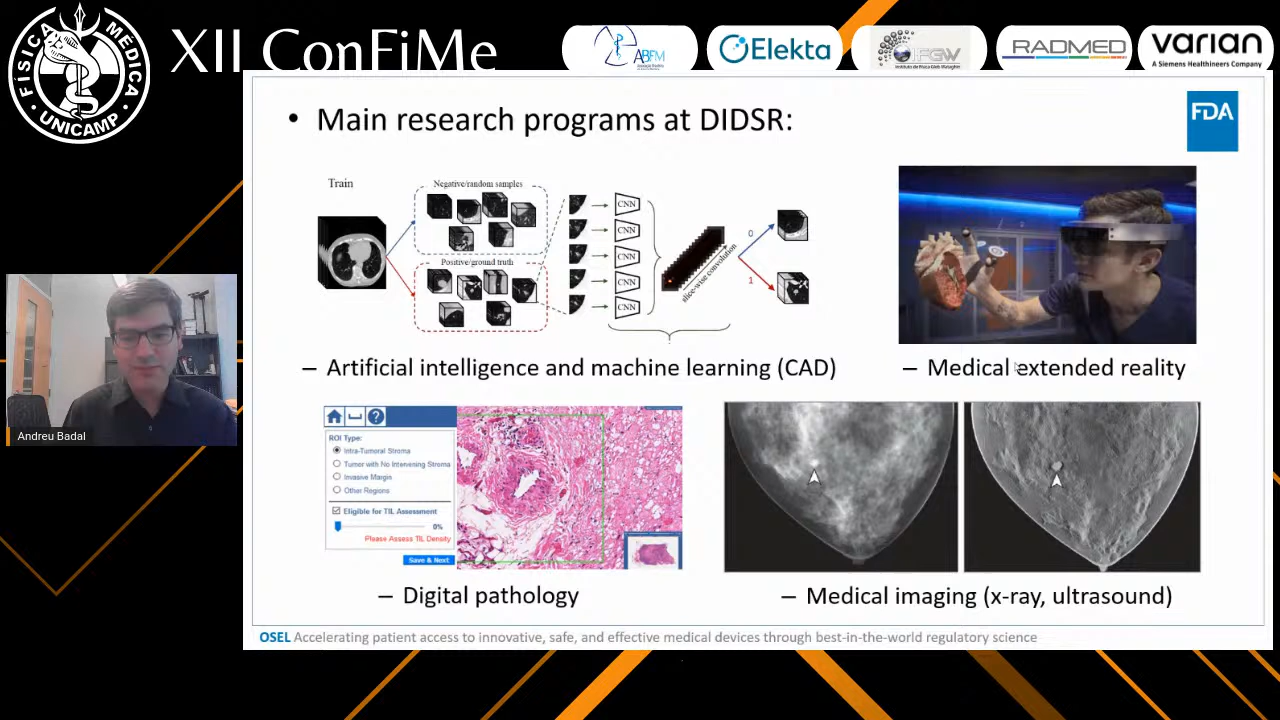 FÍSICA MÉDICA
UNICAMP
XII ConFiMe
ABFM
Elekta
IFGW
RADMED
varian
A Siemens Healthineers Company
FDA
• Main research programs at DIDSR:
Train
Negative/random samples
Positive/ground truth
CNN
CNN
CNN
CNN
CNN
slice-wise convolution
0
1
– Artificial intelligence and machine learning (CAD)
– Medical extended reality
Andreu Badal
ROI Type:
Intra-Tumoral Stroma
Tumor with No Intervening Stroma
Invasive Margin
Other Regions
Eligible for TIL Assessment
0%
Please Assess TIL Density
Save & Next
– Digital pathology
– Medical imaging (x-ray, ultrasound)
OSEL Accelerating patient access to innovative, safe, and effective medical devices through best-in-the-world regulatory science